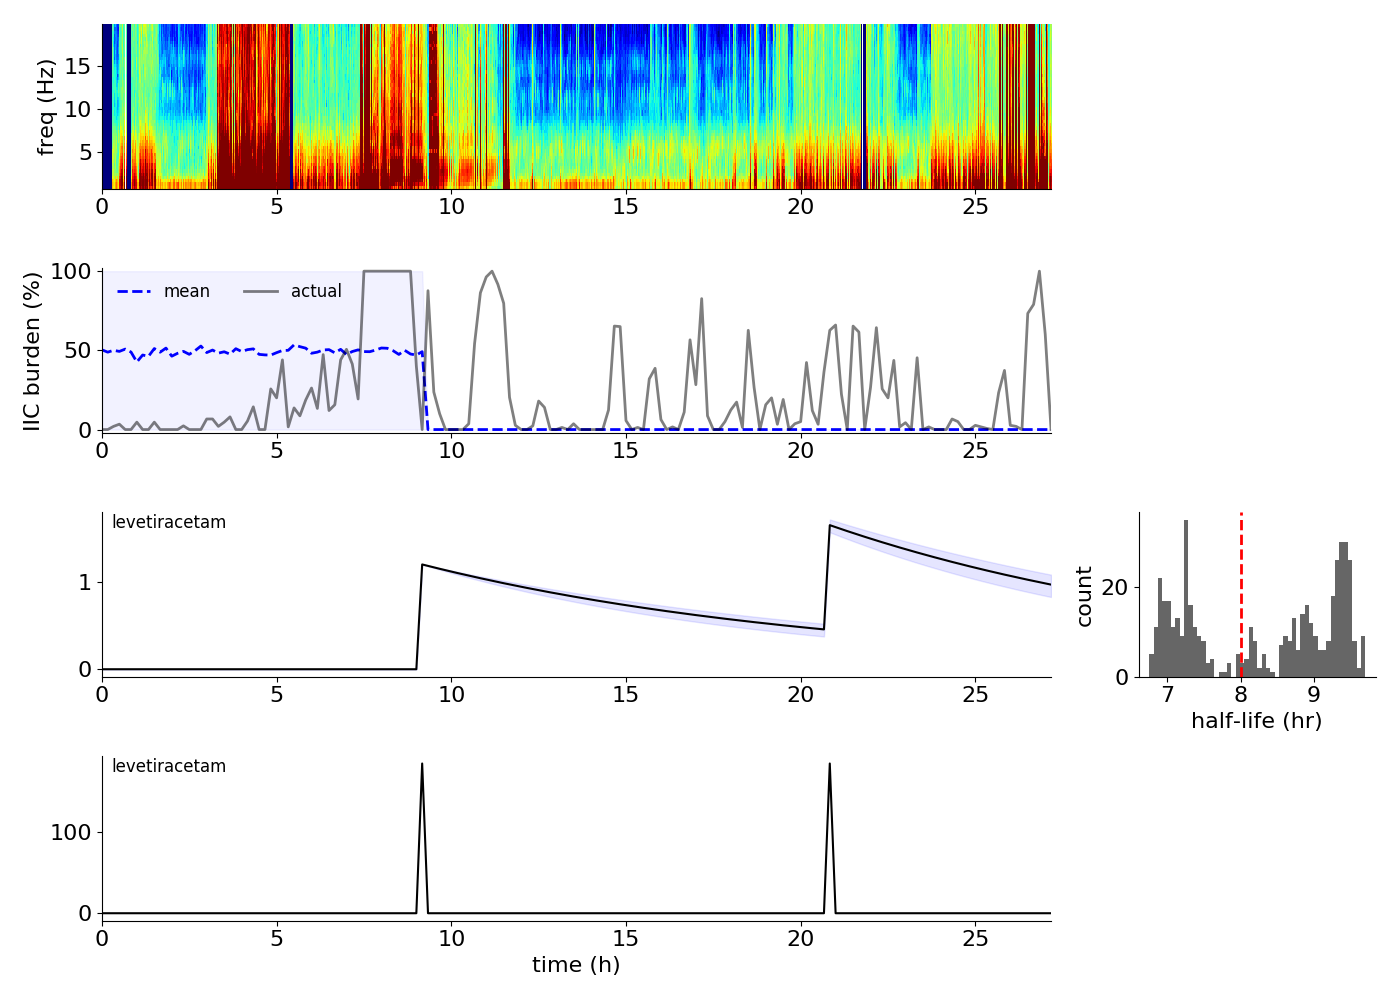 freq (Hz)
15
10
5
0 5 10 15 20 25
IIC burden (%)
100
50
0
mean actual
0 5 10 15 20 25
levetiracetam
1
0
0 5 10 15 20 25
count
20
0
7 8 9
half-life (hr)
levetiracetam
100
0
0 5 10 15 20 25
time (h)